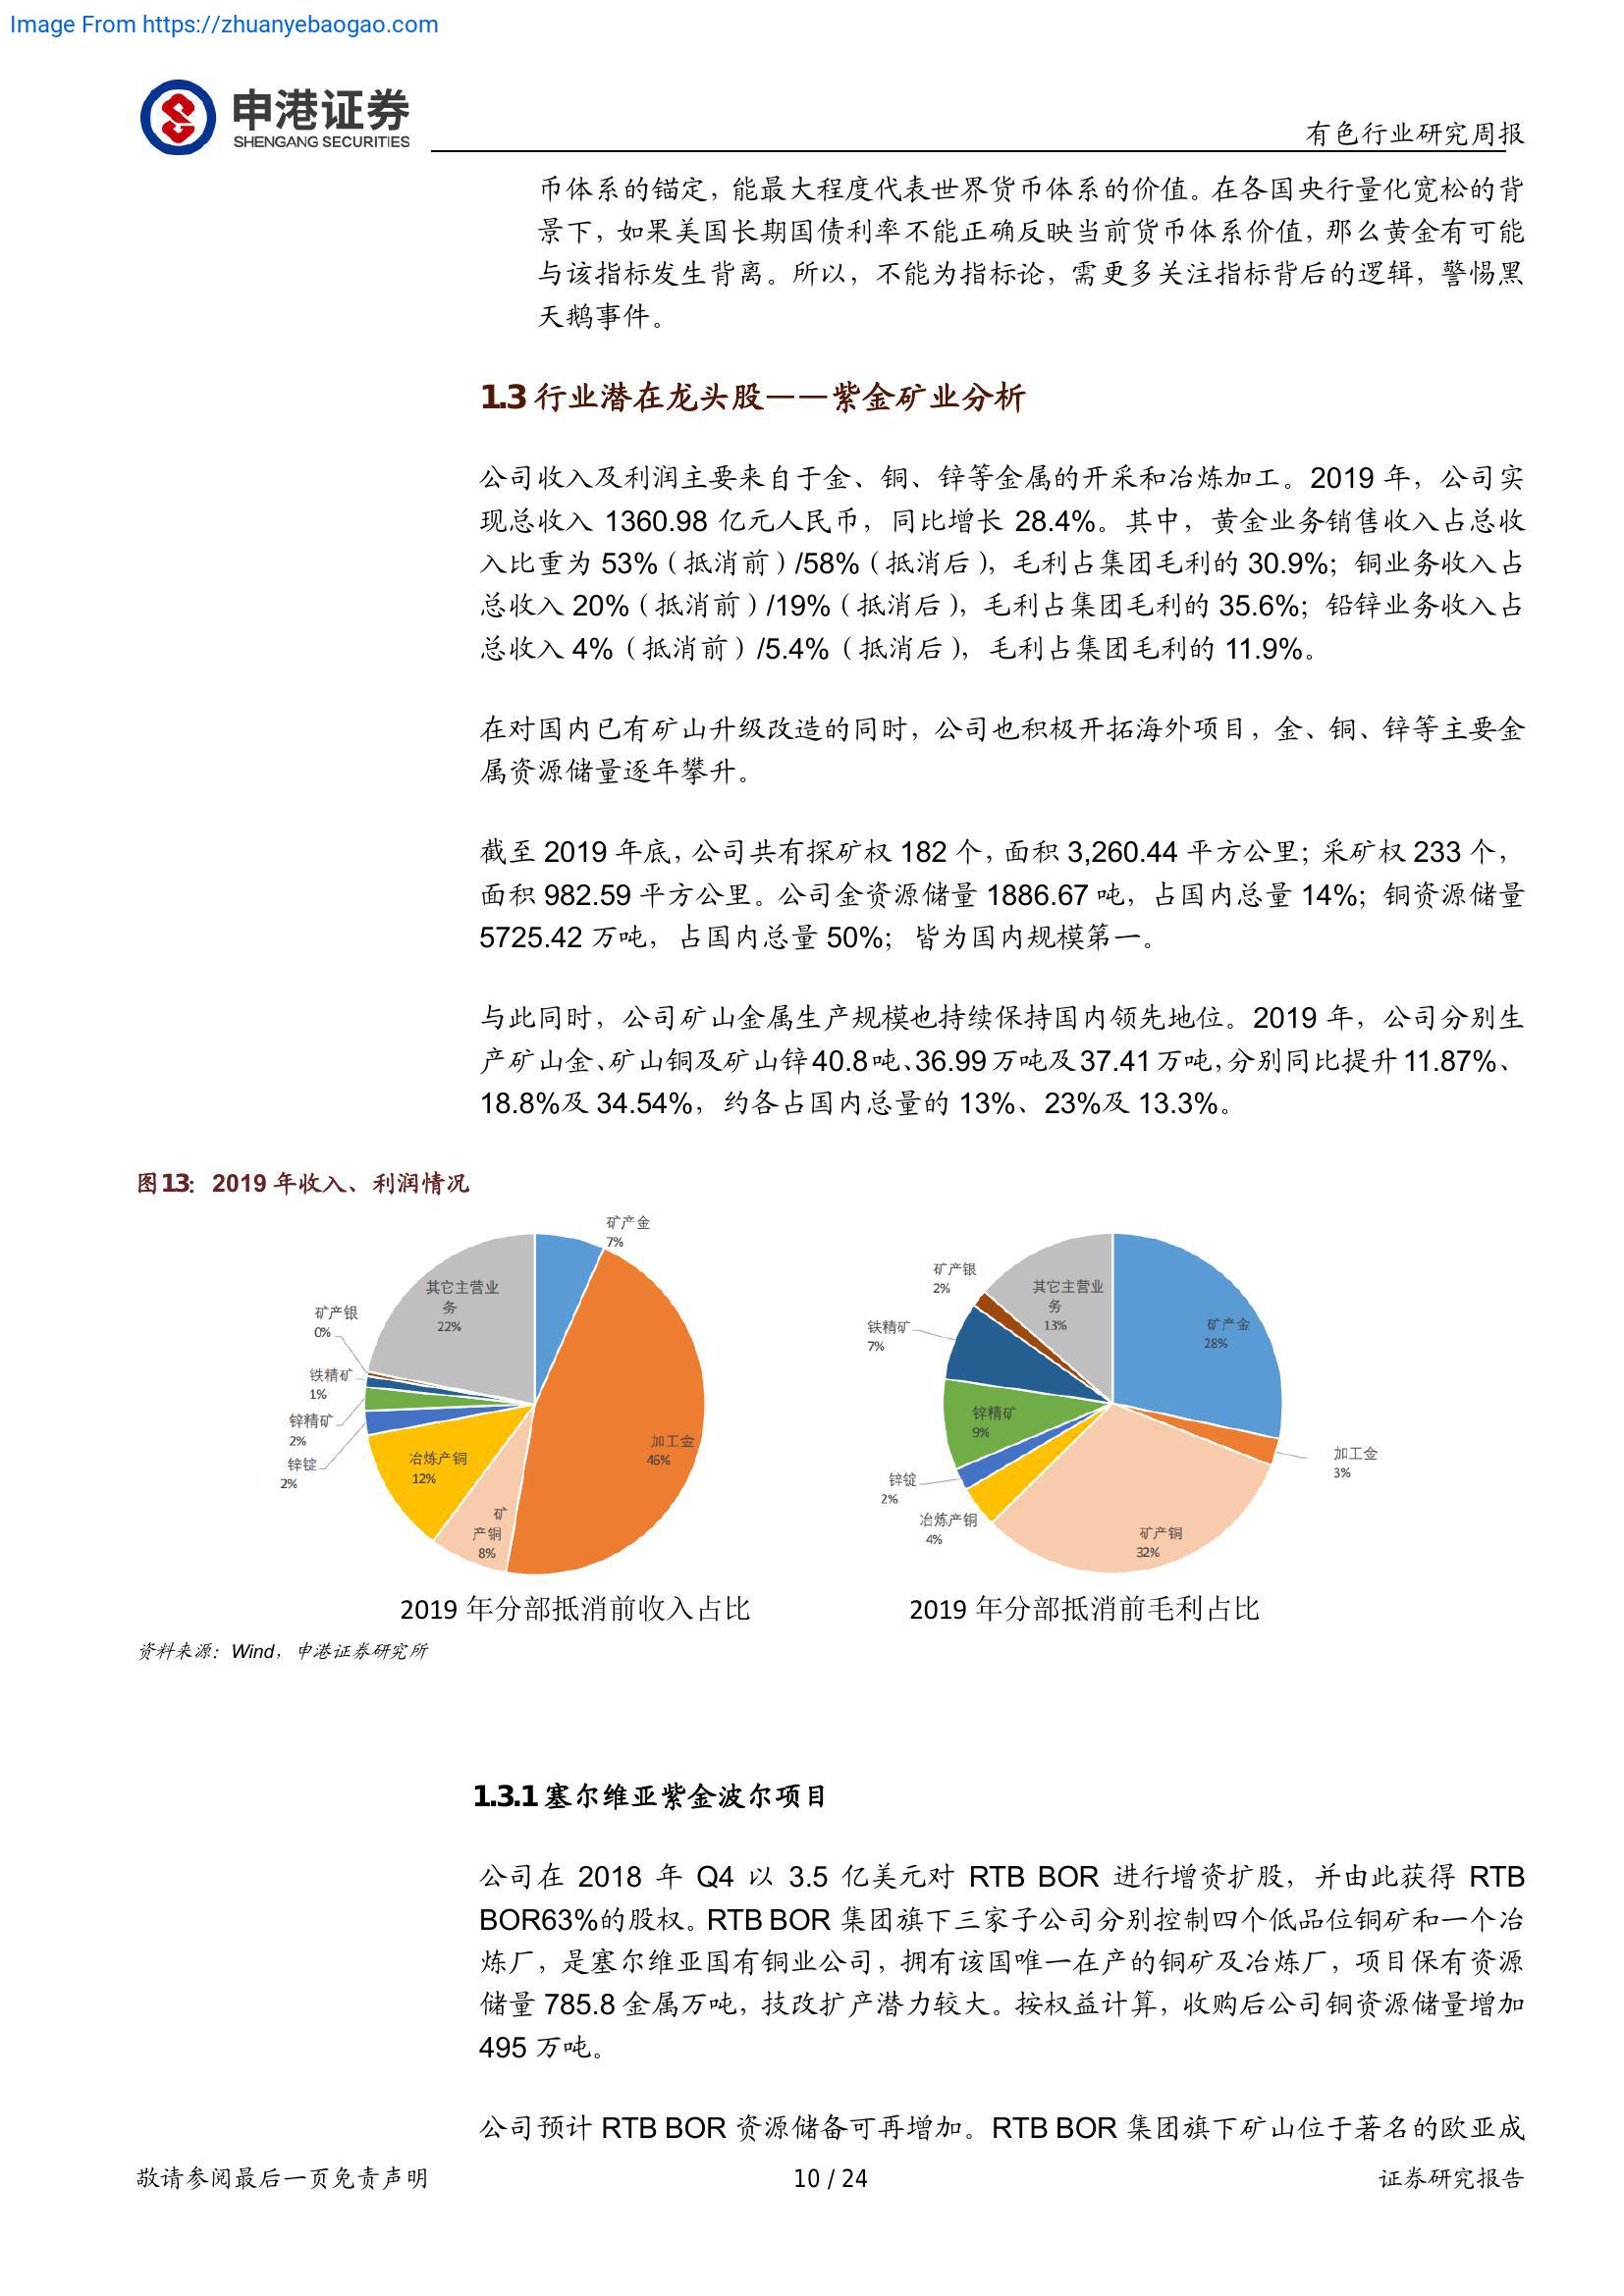 Image From https://zhuanyebaogao.com
申港证券
SHENGANG SECURITIES
有色行业研究周报
币体系的锚定，能最大程度代表世界货币体系的价值。在各国央行量化宽松的背
景下，如果美国长期国债利率不能正确反映当前货币体系价值，那么黄金有可能
与该指标发生背离。所以，不能为指标论，需更多关注指标背后的逻辑，警惕黑
天鹅事件。
1.3 行业潜在龙头股——紫金矿业分析
公司收入及利润主要来自于金、铜、锌等金属的开采和冶炼加工。2019 年，公司实
现总收入 1360.98 亿元人民币，同比增长 28.4%。其中，黄金业务销售收入占总收
入比重为 53%（抵消前）/58%（抵消后），毛利占集团毛利的 30.9%；铜业务收入占
总收入 20%（抵消前）/19%（抵消后），毛利占集团毛利的 35.6%；铅锌业务收入占
总收入 4%（抵消前）/5.4%（抵消后），毛利占集团毛利的 11.9%。
在对国内已有矿山升级改造的同时，公司也积极开拓海外项目，金、铜、锌等主要金
属资源储量逐年攀升。
截至 2019 年底，公司共有探矿权 182 个，面积 3,260.44 平方公里；采矿权 233 个，
面积 982.59 平方公里。公司金资源储量 1886.67 吨，占国内总量 14%；铜资源储量
5725.42 万吨，占国内总量 50%；皆为国内规模第一。
与此同时，公司矿山金属生产规模也持续保持国内领先地位。2019 年，公司分别生
产矿山金、矿山铜及矿山锌 40.8 吨、36.99 万吨及 37.41 万吨，分别同比提升 11.87%、
18.8%及 34.54%，约各占国内总量的 13%、23%及 13.3%。
图13：2019 年收入、利润情况
矿产金
7%
加工金
46%
矿
产铜
8%
冶炼产铜
12%
锌锭
2%
锌精矿
2%
铁精矿
1%
矿产银
0%
其它主营业
务
22%
2019 年分部抵消前收入占比
矿产金
28%
加工金
3%
矿产铜
32%
冶炼产铜
4%
锌锭
2%
锌精矿
9%
铁精矿
7%
矿产银
2%
其它主营业
务
13%
2019 年分部抵消前毛利占比
资料来源：Wind，申港证券研究所
1.3.1 塞尔维亚紫金波尔项目
公司在 2018 年 Q4 以 3.5 亿美元对 RTB BOR 进行增资扩股，并由此获得 RTB
BOR63%的股权。RTB BOR 集团旗下三家子公司分别控制四个低品位铜矿和一个冶
炼厂，是塞尔维亚国有铜业公司，拥有该国唯一在产的铜矿及冶炼厂，项目保有资源
储量 785.8 金属万吨，技改扩产潜力较大。按权益计算，收购后公司铜资源储量增加
495 万吨。
公司预计 RTB BOR 资源储备可再增加。RTB BOR 集团旗下矿山位于著名的欧亚成
敬请参阅最后一页免责声明
10 / 24
证券研究报告